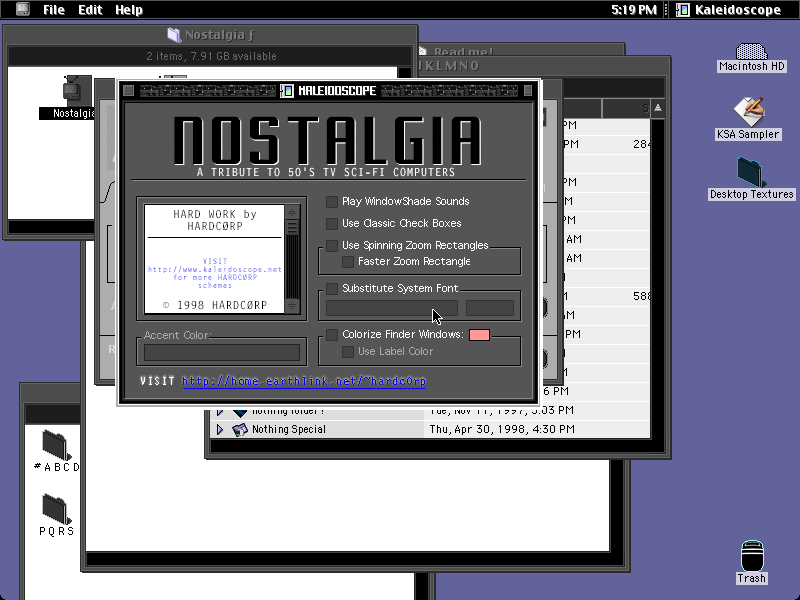 File Edit Help
5:19 PM
Kaleidoscope
Nostalgia ƒ
2 items, 7.91 GB available
Read me!
KLMNO
Macintosh HD
KSA Sampler
Desktop Textures
Trash
Nostalgia
KALEIDOSCOPE
NOSTALGIA
A TRIBUTE TO 50'S TV SCI-FI COMPUTERS
HARD WORK by
HARDCØRP
VISIT
http://www.kaleidoscope.net
for more HARDCØRP
schemes
© 1998 HARDCØRP
Accent Color:
Play WindowShade Sounds
Use Classic Check Boxes
Use Spinning Zoom Rectangles
Faster Zoom Rectangle
Substitute System Font
Colorize Finder Windows:
Use Label Color
VISIT http://home.earthlink.net/~hardc0rp
S
PM
PM 284
PM
M
M
AM
AM
M 588
PM
M
M
6 PM
nothing folder! Tue, Nov 11, 1997, 5:03 PM
Nothing Special Thu, Apr 30, 1998, 4:30 PM
#ABCD
PQRS